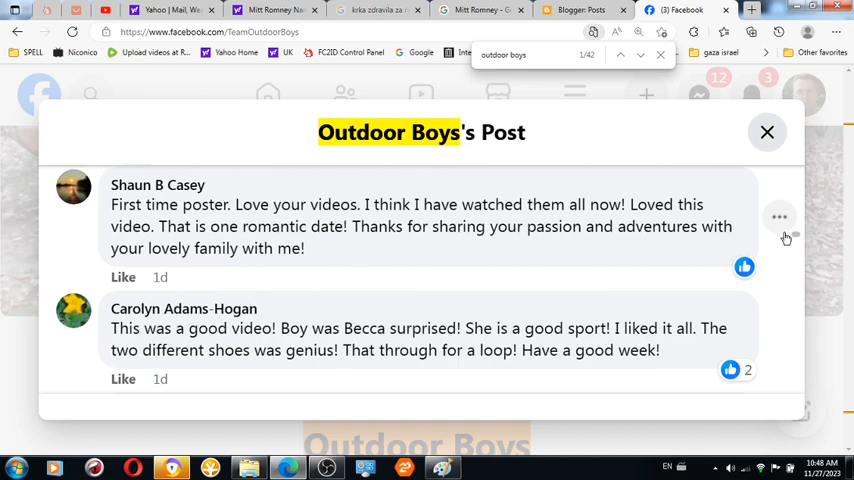 Yahoo | Mail, We
Mitt Romney Nam
krka zdravila za n
Mitt Romney - G
Blogger: Posts
(3) Facebook
https://www.facebook.com/TeamOutdoorBoys
SPELL
Niconico
Upload videos at R...
Yahoo Home
UK
FC2ID Control Panel
Google
Inte
gaza israel
Other favorites
outdoor boys
1/42
12
3
Outdoor Boys's Post
Shaun B Casey
First time poster. Love your videos. I think I have watched them all now! Loved this
video. That is one romantic date! Thanks for sharing your passion and adventures with
your lovely family with me!
Like 1d
Carolyn Adams-Hogan
This was a good video! Boy was Becca surprised! She is a good sport! I liked it all. The
two different shoes was genius! That through for a loop! Have a good week!
2
Like 1d
Outdoor Boys
EN
10:48 AM
11/27/2023